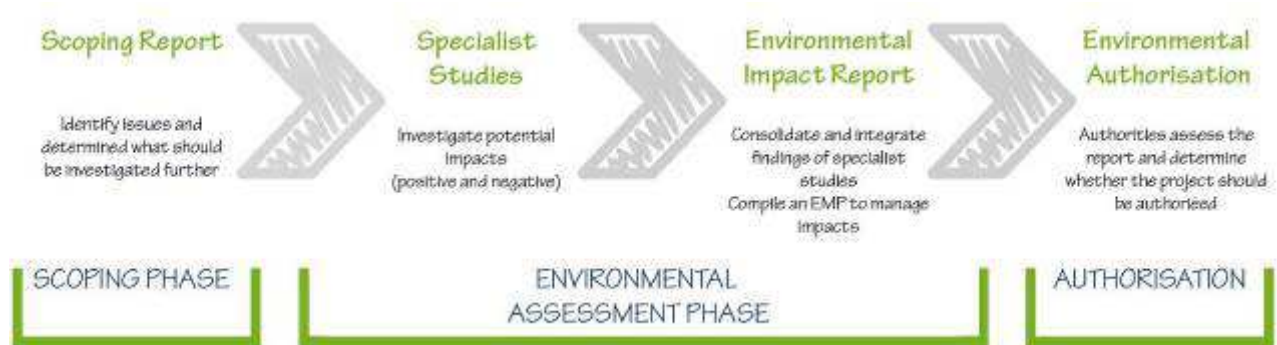 Scoping Report
Identify issues and
determined what should
be investigated further
Specialist
Studies
Investigate potential
impacts
(positive and negative)
Environmental
Impact Report
Consolidate and integrate
findings of specialist
studies
Compile an EMP to manage
impacts
Environmental
Authorisation
Authorities assess the
report and determine
whether the project should
be authorised
SCOPING PHASE
ENVIRONMENTAL
ASSESSMENT PHASE
AUTHORISATION